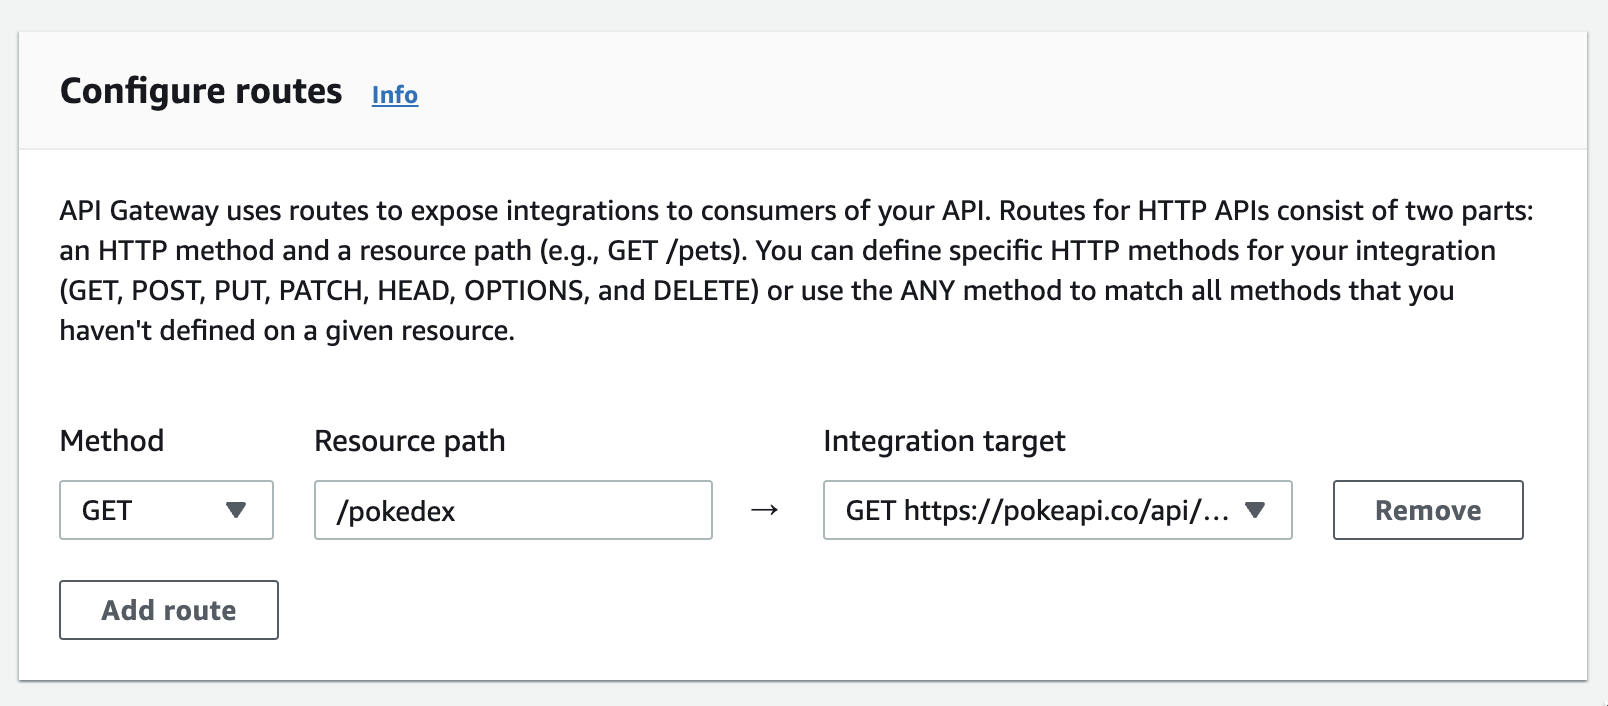 Configure routes Info
API Gateway uses routes to expose integrations to consumers of your API. Routes for HTTP APIs consist of two parts:
an HTTP method and a resource path (e.g., GET /pets). You can define specific HTTP methods for your integration
(GET, POST, PUT, PATCH, HEAD, OPTIONS, and DELETE) or use the ANY method to match all methods that you
haven't defined on a given resource.
Method Resource path Integration target
GET /pokedex → GET https://pokeapi.co/api/... Remove
Add route